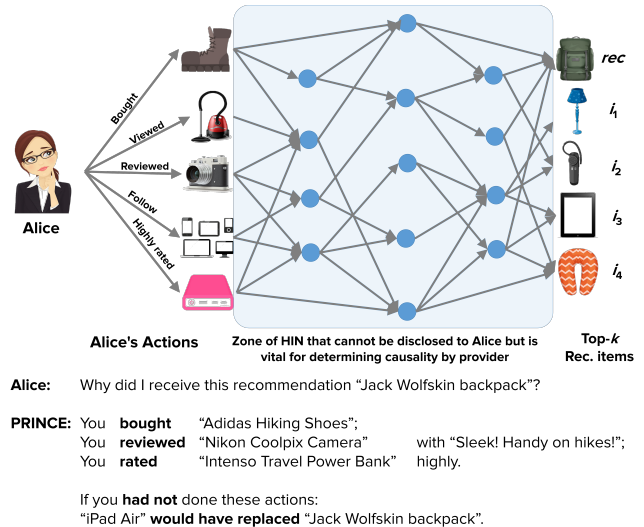 rec
Bought
i1
Viewed
Reviewed
i2
Follow
Alice
i3
Highly rated
i4
Alice's Actions
Zone of HIN that cannot be disclosed to Alice but is
vital for determining causality by provider
Top-k
Rec. items
Alice: Why did I receive this recommendation “Jack Wolfskin backpack”?
PRINCE: You bought “Adidas Hiking Shoes”;
You reviewed “Nikon Coolpix Camera” with “Sleek! Handy on hikes!”;
You rated “Intenso Travel Power Bank” highly.
If you had not done these actions:
“iPad Air” would have replaced “Jack Wolfskin backpack”.